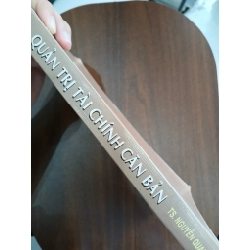 QUẢN TRỊ TÀI CHÍNH CĂN BẢN
TS. NGUYỄN